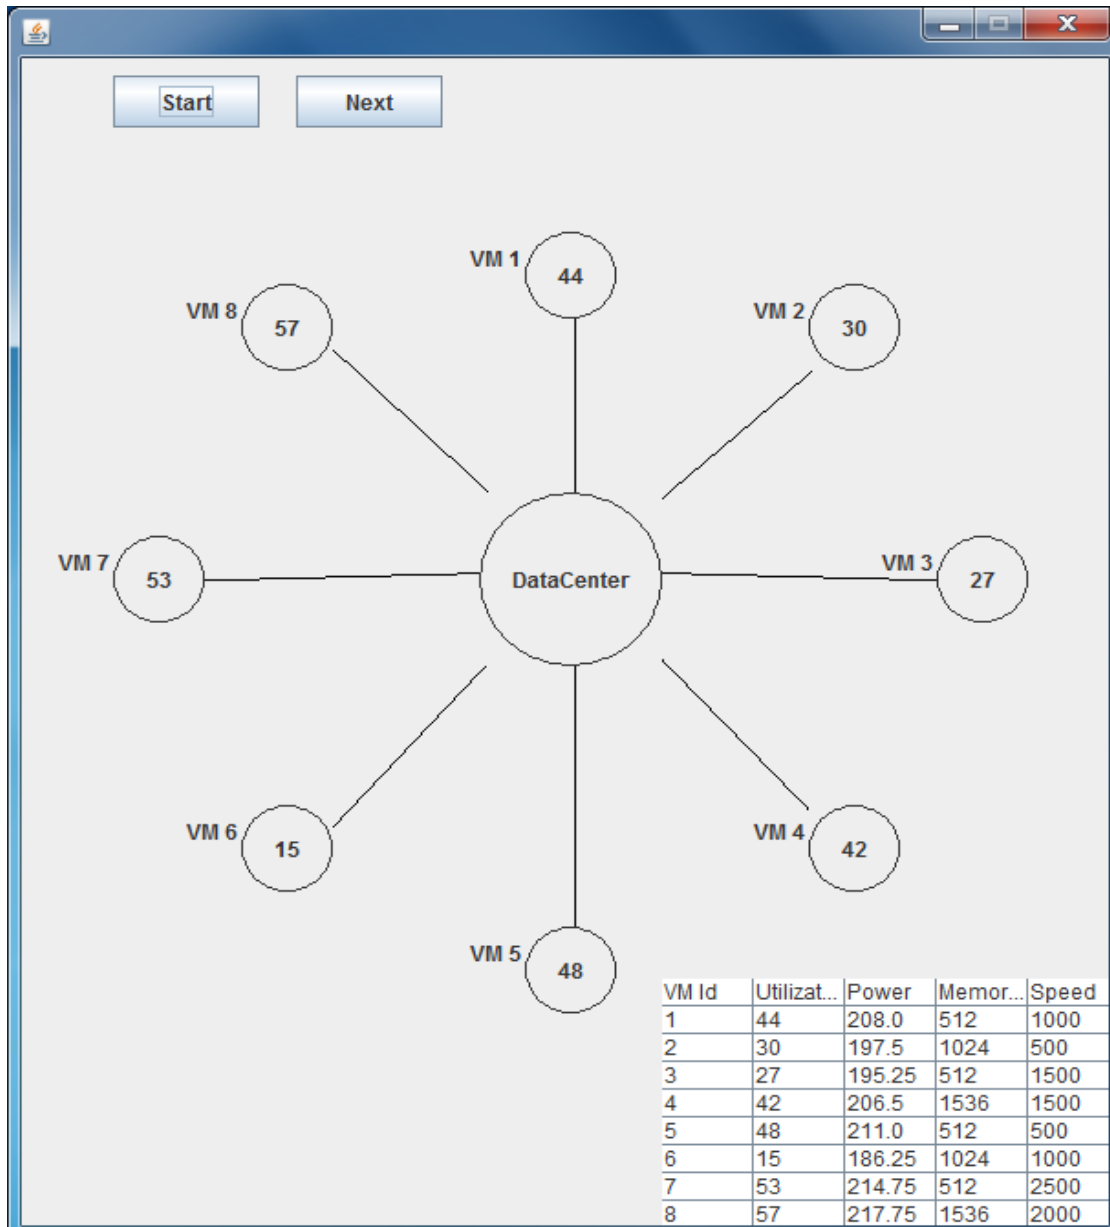 Start Next
VM 1 44
VM 8 57
VM 2 30
VM 7 53
DataCenter
VM 3 27
VM 6 15
VM 4 42
VM 5 48
VM Id Utilizat... Power Memor... Speed
1 44 208.0 512 1000
2 30 197.5 1024 500
3 27 195.25 512 1500
4 42 206.5 1536 1500
5 48 211.0 512 500
6 15 186.25 1024 1000
7 53 214.75 512 2500
8 57 217.75 1536 2000